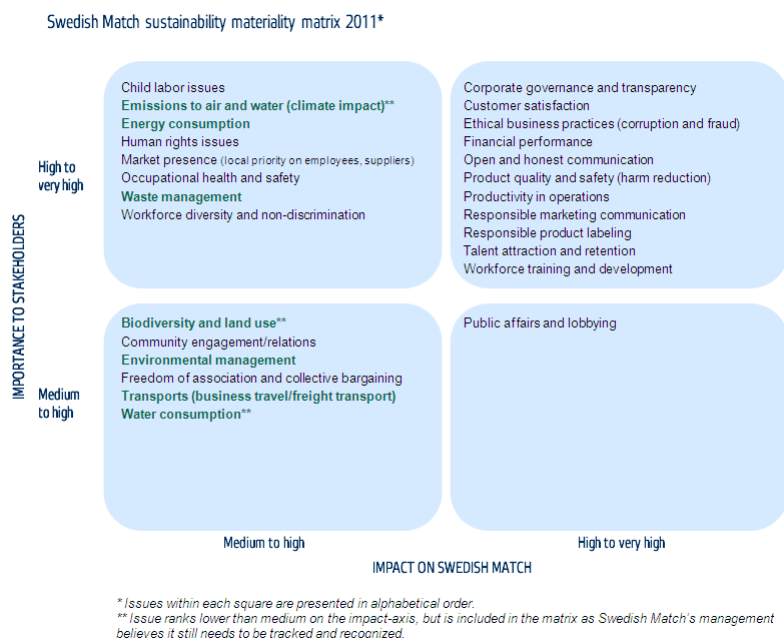 Swedish Match sustainability materiality matrix 2011*
IMPORTANCE TO STAKEHOLDERS
High to
very high
Child labor issues
Emissions to air and water (climate impact)**
Energy consumption
Human rights issues
Market presence (local priority on employees, suppliers)
Occupational health and safety
Waste management
Workforce diversity and non-discrimination
Corporate governance and transparency
Customer satisfaction
Ethical business practices (corruption and fraud)
Financial performance
Open and honest communication
Product quality and safety (harm reduction)
Productivity in operations
Responsible marketing communication
Responsible product labeling
Talent attraction and retention
Workforce training and development
Medium
to high
Biodiversity and land use**
Community engagement/relations
Environmental management
Freedom of association and collective bargaining
Transports (business travel/freight transport)
Water consumption**
Public affairs and lobbying
Medium to high
High to very high
IMPACT ON SWEDISH MATCH
* Issues within each square are presented in alphabetical order.
** Issue ranks lower than medium on the impact-axis, but is included in the matrix as Swedish Match's management
believes it still needs to be tracked and recognized.